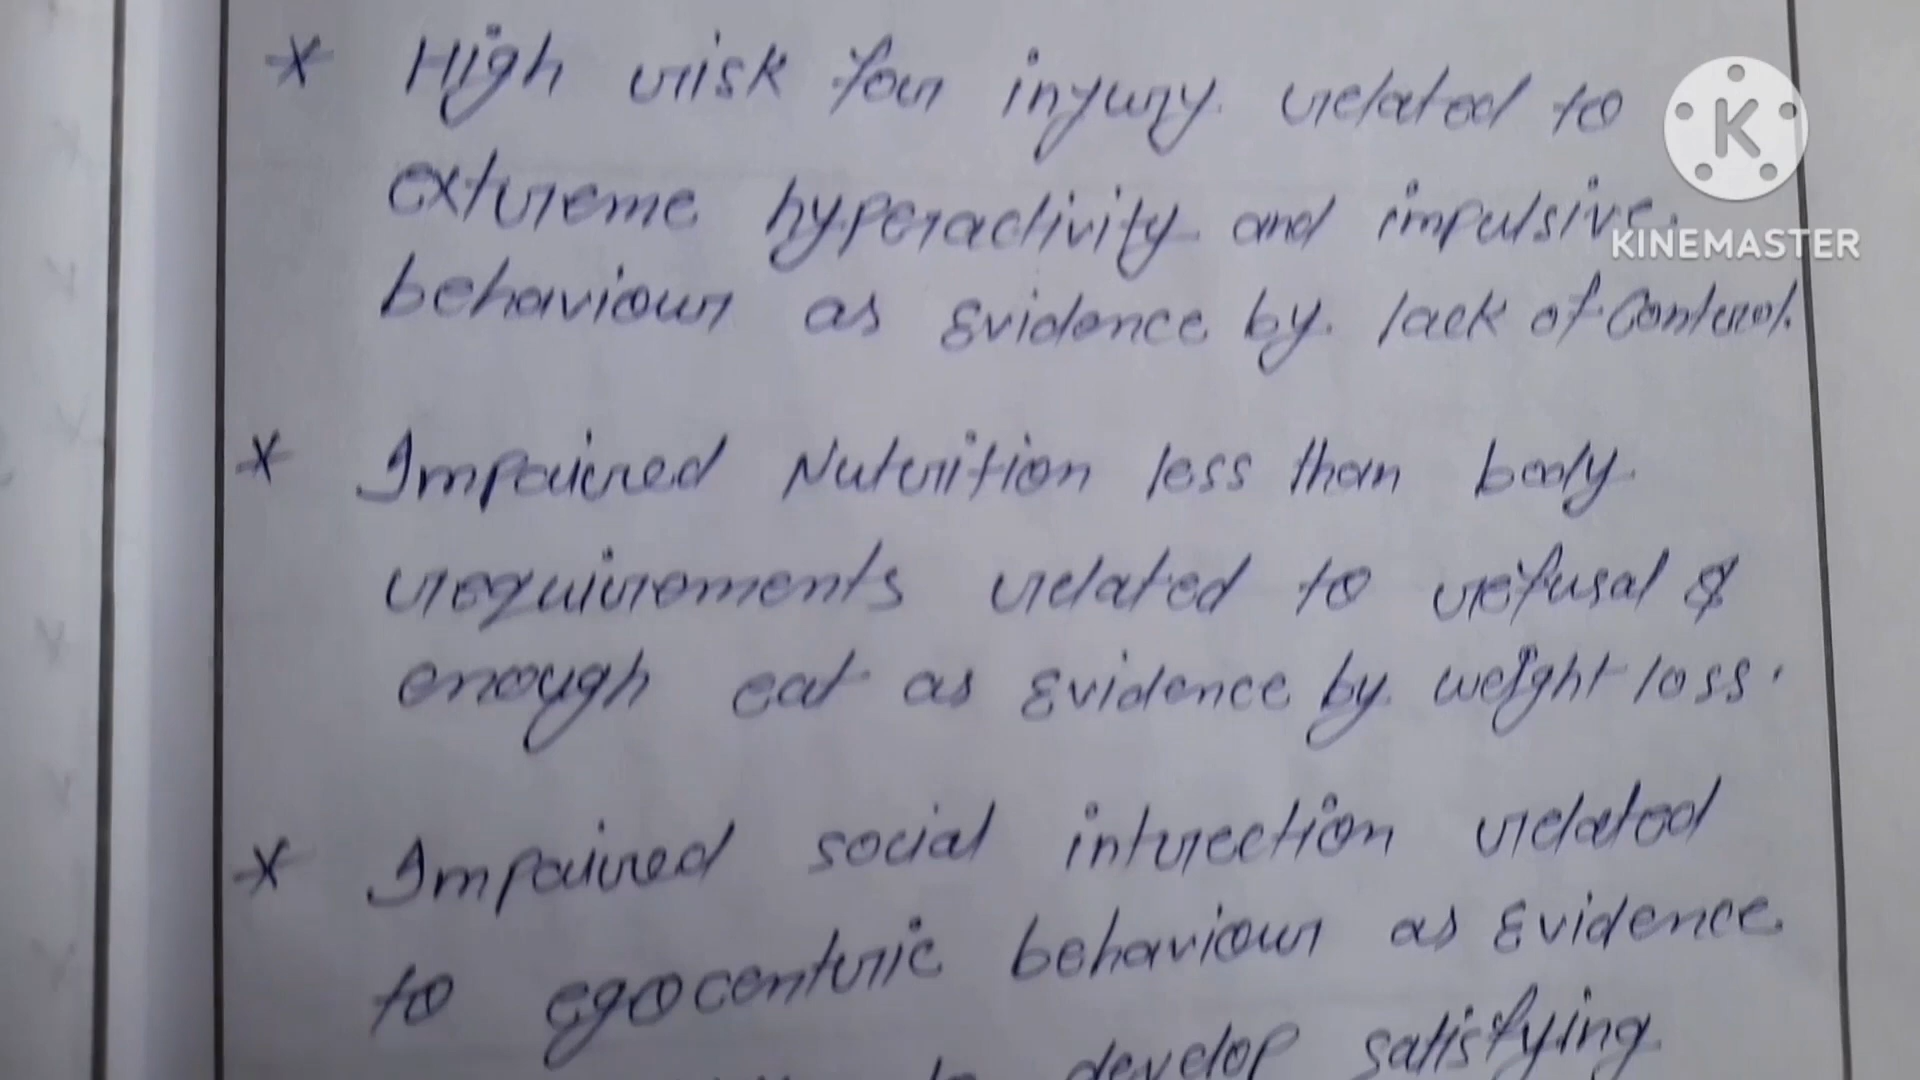 * High risk for injury related to
extreme hyperactivity and impulsive
behaviour as Evidence by lack of Control.
* Impaired Nutrition less than body
requirements related to refusal &
enough eat as Evidence by weight loss.
* Impaired social intrection related
to egocentric behaviour as Evidence
to develop satisfying
K
KINEMASTER